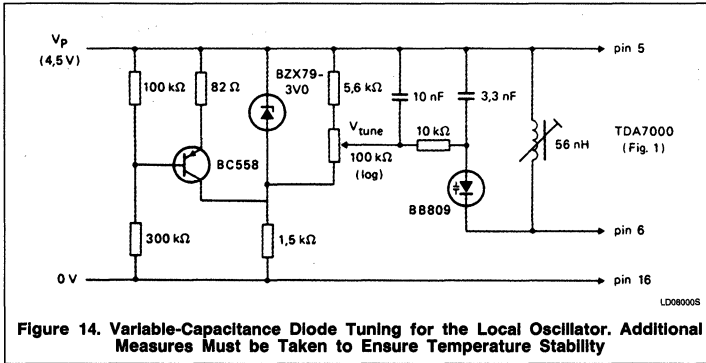 VP
(4,5 V)
100 kΩ
82 Ω
BZX79-
3V0
5,6 kΩ
10 nF
3,3 nF
pin 5
Vtune
100 kΩ
(log)
10 kΩ
56 nH
TDA7000
(Fig. 1)
BC558
BB809
300 kΩ
1,5 kΩ
pin 6
0 V
pin 16
LD08000S
Figure 14. Variable-Capacitance Diode Tuning for the Local Oscillator. Additional
Measures Must be Taken to Ensure Temperature Stability